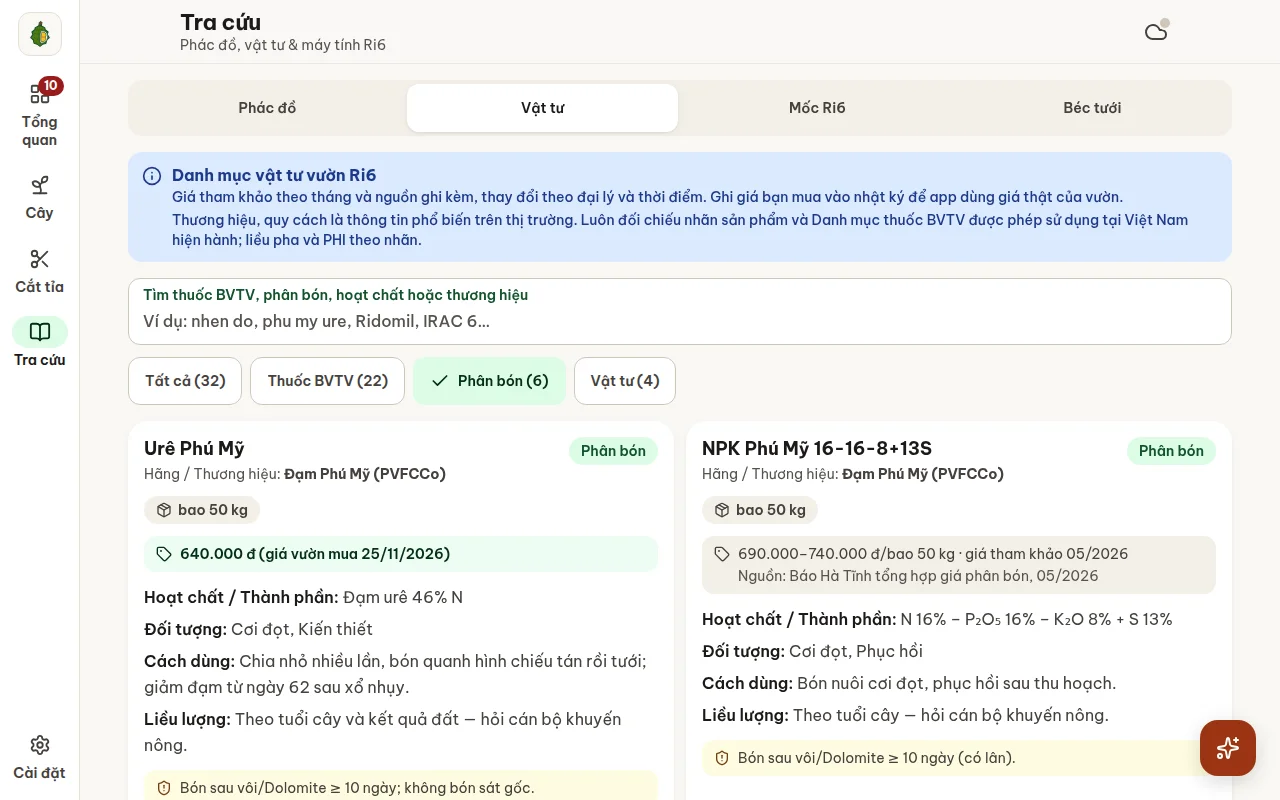 Tra cứu
Phác đồ, vật tư & máy tính Ri6
10
Tổng
quan
Cây
Cắt tỉa
Tra cứu
Cài đặt
Phác đồ
Vật tư
Mốc Ri6
Béc tưới
Danh mục vật tư vườn Ri6
Giá tham khảo theo tháng và nguồn ghi kèm, thay đổi theo đại lý và thời điểm. Ghi giá bạn mua vào nhật ký để app dùng giá thật của vườn.
Thương hiệu, quy cách là thông tin phổ biến trên thị trường. Luôn đối chiếu nhãn sản phẩm và Danh mục thuốc BVTV được phép sử dụng tại Việt Nam
hiện hành; liều pha và PHI theo nhãn.
Tìm thuốc BVTV, phân bón, hoạt chất hoặc thương hiệu
Ví dụ: nhen do, phu my ure, Ridomil, IRAC 6...
Tất cả (32)
Thuốc BVTV (22)
Phân bón (6)
Vật tư (4)
Urê Phú Mỹ
Phân bón
Hãng / Thương hiệu: Đạm Phú Mỹ (PVFCCo)
bao 50 kg
640.000 đ (giá vườn mua 25/11/2026)
Hoạt chất / Thành phần: Đạm urê 46% N
Đối tượng: Cơi đọt, Kiến thiết
Cách dùng: Chia nhỏ nhiều lần, bón quanh hình chiếu tán rồi tưới;
giảm đạm từ ngày 62 sau xổ nhụy.
Liều lượng: Theo tuổi cây và kết quả đất — hỏi cán bộ khuyến
nông.
Bón sau vôi/Dolomite ≥ 10 ngày; không bón sát gốc.
NPK Phú Mỹ 16-16-8+13S
Phân bón
Hãng / Thương hiệu: Đạm Phú Mỹ (PVFCCo)
bao 50 kg
690.000–740.000 đ/bao 50 kg · giá tham khảo 05/2026
Nguồn: Báo Hà Tĩnh tổng hợp giá phân bón, 05/2026
Hoạt chất / Thành phần: N 16% – P₂O₅ 16% – K₂O 8% + S 13%
Đối tượng: Cơi đọt, Phục hồi
Cách dùng: Bón nuôi cơi đọt, phục hồi sau thu hoạch.
Liều lượng: Theo tuổi cây — hỏi cán bộ khuyến nông.
Bón sau vôi/Dolomite ≥ 10 ngày (có lân).